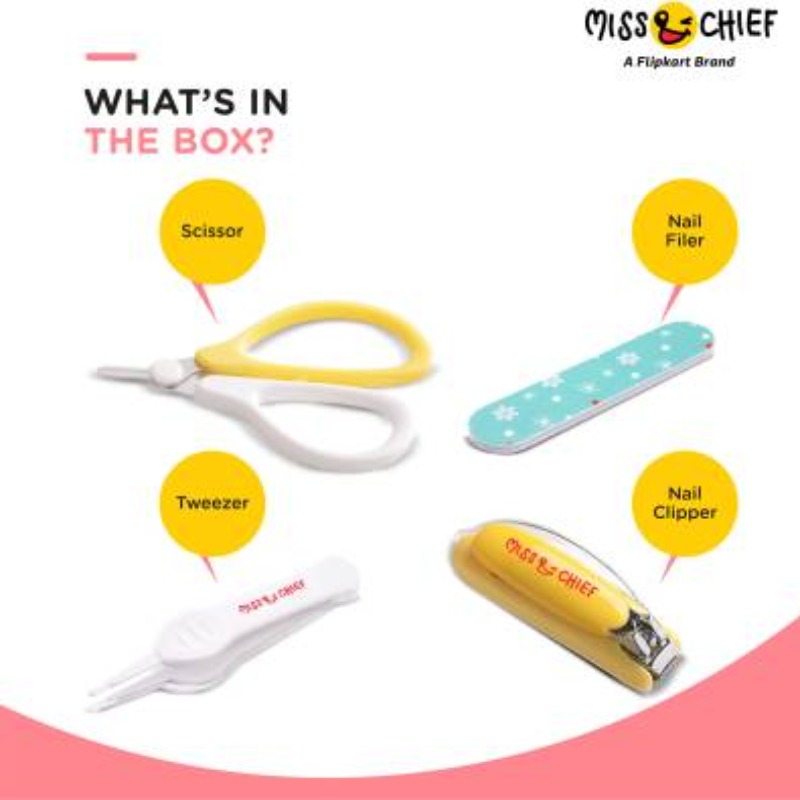 MISS & CHIEF
A Flipkart Brand
WHAT'S IN
THE BOX?
Scissor
Nail
Filer
Tweezer
Nail
Clipper
MISS & CHIEF
MISS & CHIEF